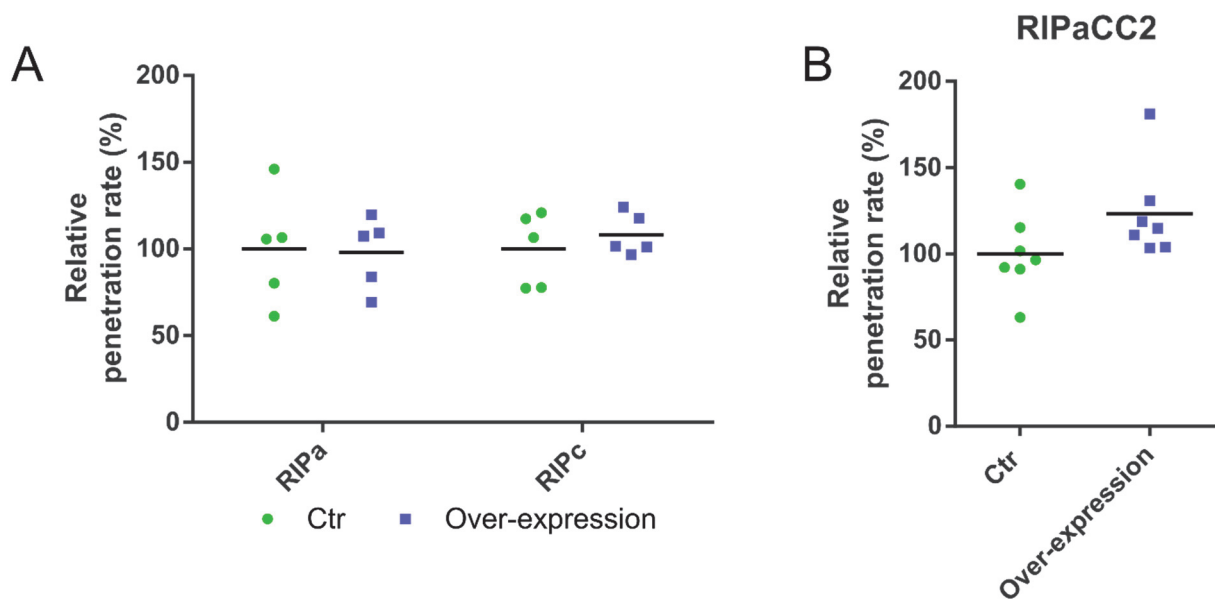 A
Relative
penetration rate (%)
200
150
100
50
0
RIPa
RIPc
Ctr
Over-expression
B
RIPaCC2
Relative
penetration rate (%)
200
150
100
50
0
Ctr
Over-expression